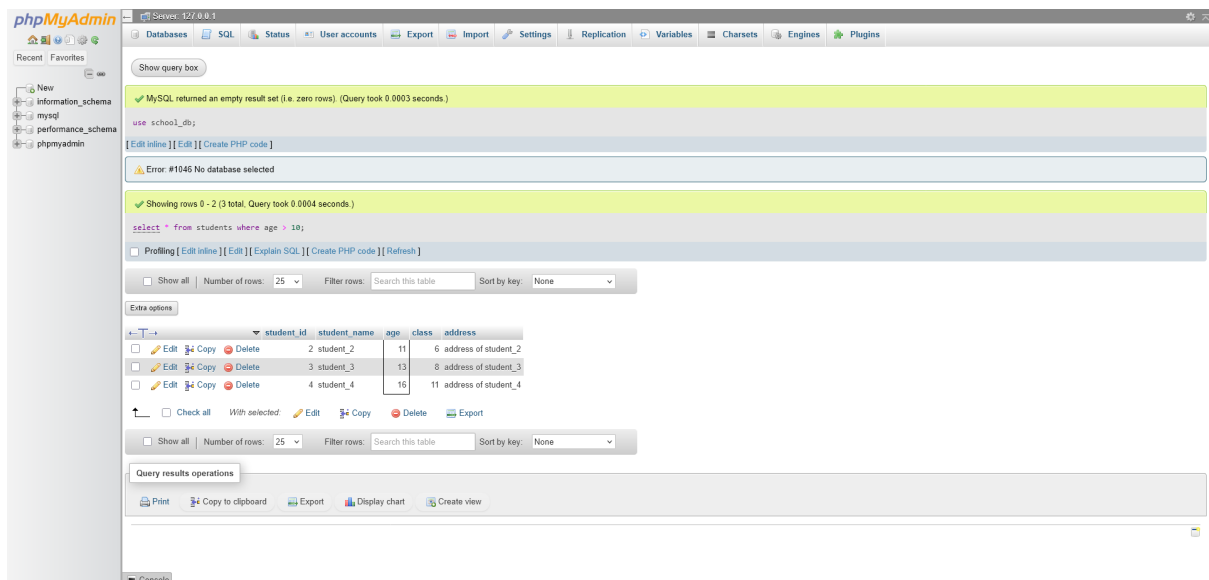 phpMyAdmin
Recent Favorites
New
information_schema
mysql
performance_schema
phpmyadmin
Server: 127.0.0.1
Databases SQL Status User accounts Export Import Settings Replication Variables Charsets Engines Plugins
Show query box
MySQL returned an empty result set (i.e. zero rows). (Query took 0.0003 seconds.)
use school_db;
[ Edit inline ] [ Edit ] [ Create PHP code ]
Error: #1046 No database selected
Showing rows 0 - 2 (3 total, Query took 0.0004 seconds.)
select * from students where age > 10;
Profiling [ Edit inline ] [ Edit ] [ Explain SQL ] [ Create PHP code ] [ Refresh ]
Show all | Number of rows: 25 Filter rows: Search this table Sort by key: None
Extra options
student_id student_name age class address
Edit Copy Delete 2 student_2 11 6 address of student_2
Edit Copy Delete 3 student_3 13 8 address of student_3
Edit Copy Delete 4 student_4 16 11 address of student_4
Check all With selected: Edit Copy Delete Export
Show all | Number of rows: 25 Filter rows: Search this table Sort by key: None
Query results operations
Print Copy to clipboard Export Display chart Create view
Console